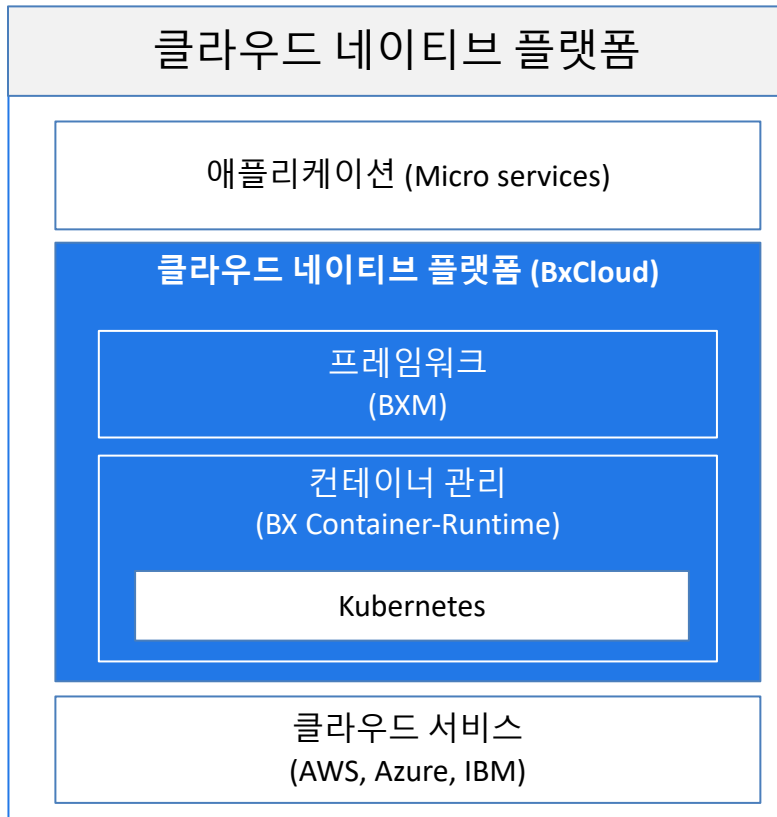 클라우드 네이티브 플랫폼
애플리케이션 (Micro services)
클라우드 네이티브 플랫폼 (BxCloud)
프레임워크
(BXM)
컨테이너 관리
(BX Container-Runtime)
Kubernetes
클라우드 서비스
(AWS, Azure, IBM)